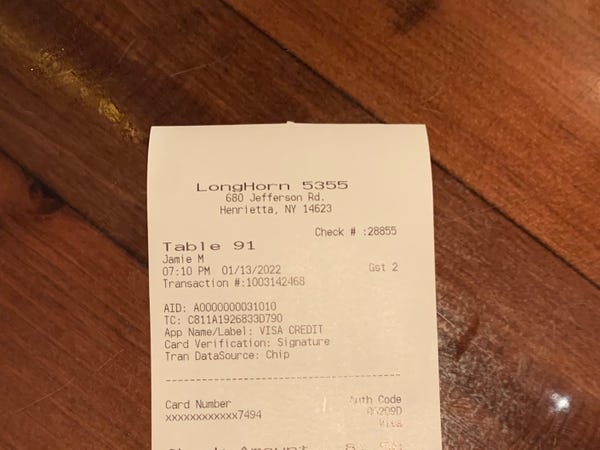 LongHorn 5355
680 Jefferson Rd.
Henrietta, NY 14623
Check # :28855
Table 91
Jamie M
07:10 PM 01/13/2022 Gst 2
Transaction #:1003142468
AID: A0000000031010
TC: C811A1926833D790
App Name/Label: VISA CREDIT
Card Verification: Signature
Tran DataSource: Chip
Card Number Auth Code
xxxxxxxxxxxx7494
Visa